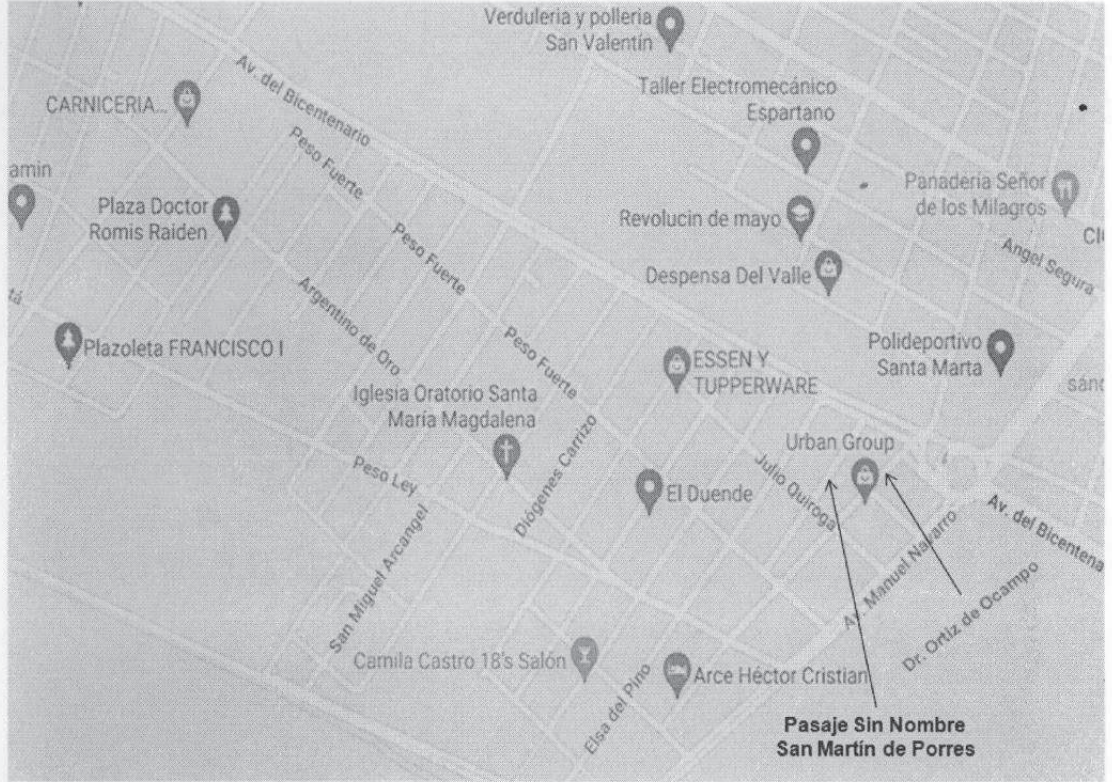 Verduleria y polleria
San Valentín
Av. del Bicentenario
Taller Electromecánico
Espartano
CARNICERIA...
Peso Fuerte
amin
Panaderia Señor
de los Milagros
Plaza Doctor
Romis Raiden
Revolucin de mayo
Peso Fuerte
CI
Angel Segura
Despensa Del Valle
tá
Argentino de Oro
Plazoleta FRANCISCO I
Peso Fuerte
Polideportivo
Santa Marta
ESSEN Y
TUPPERWARE
sánc
Iglesia Oratorio Santa
María Magdalena
Diógenes Carrizo
Urban Group
Julio Quiroga
Peso Ley
El Duende
Av. del Bicentena
San Miguel Arcangel
Av. Manuel Navarro
Dr. Ortiz de Ocampo
Camila Castro 18's Salón
Elsa del Pino
Arce Héctor Cristian
Pasaje Sin Nombre
San Martín de Porres